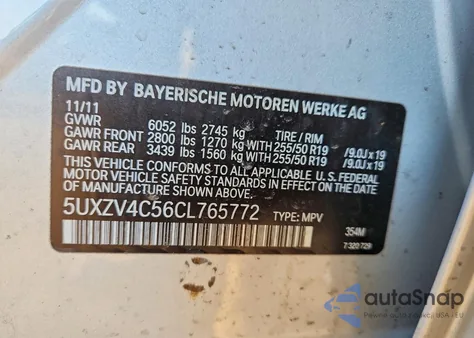 MFD BY BAYERISCHE MOTOREN WERKE AG
11/11
GVWR 6052 lbs 2745 kg TIRE / RIM
GAWR FRONT 2800 lbs 1270 kg WITH 255/50 R19 /9.0J x 19
GAWR REAR 3439 lbs 1560 kg WITH 255/50 R19 /9.0J x 19
THIS VEHICLE CONFORMS TO ALL APPLICABLE U.S. FEDERAL
MOTOR VEHICLE SAFETY STANDARDS IN EFFECT ON THE
DATE OF MANUFACTURE SHOWN ABOVE.
5UXZV4C56CL765772 TYPE: MPV
354M
7 320 729
autoSnap